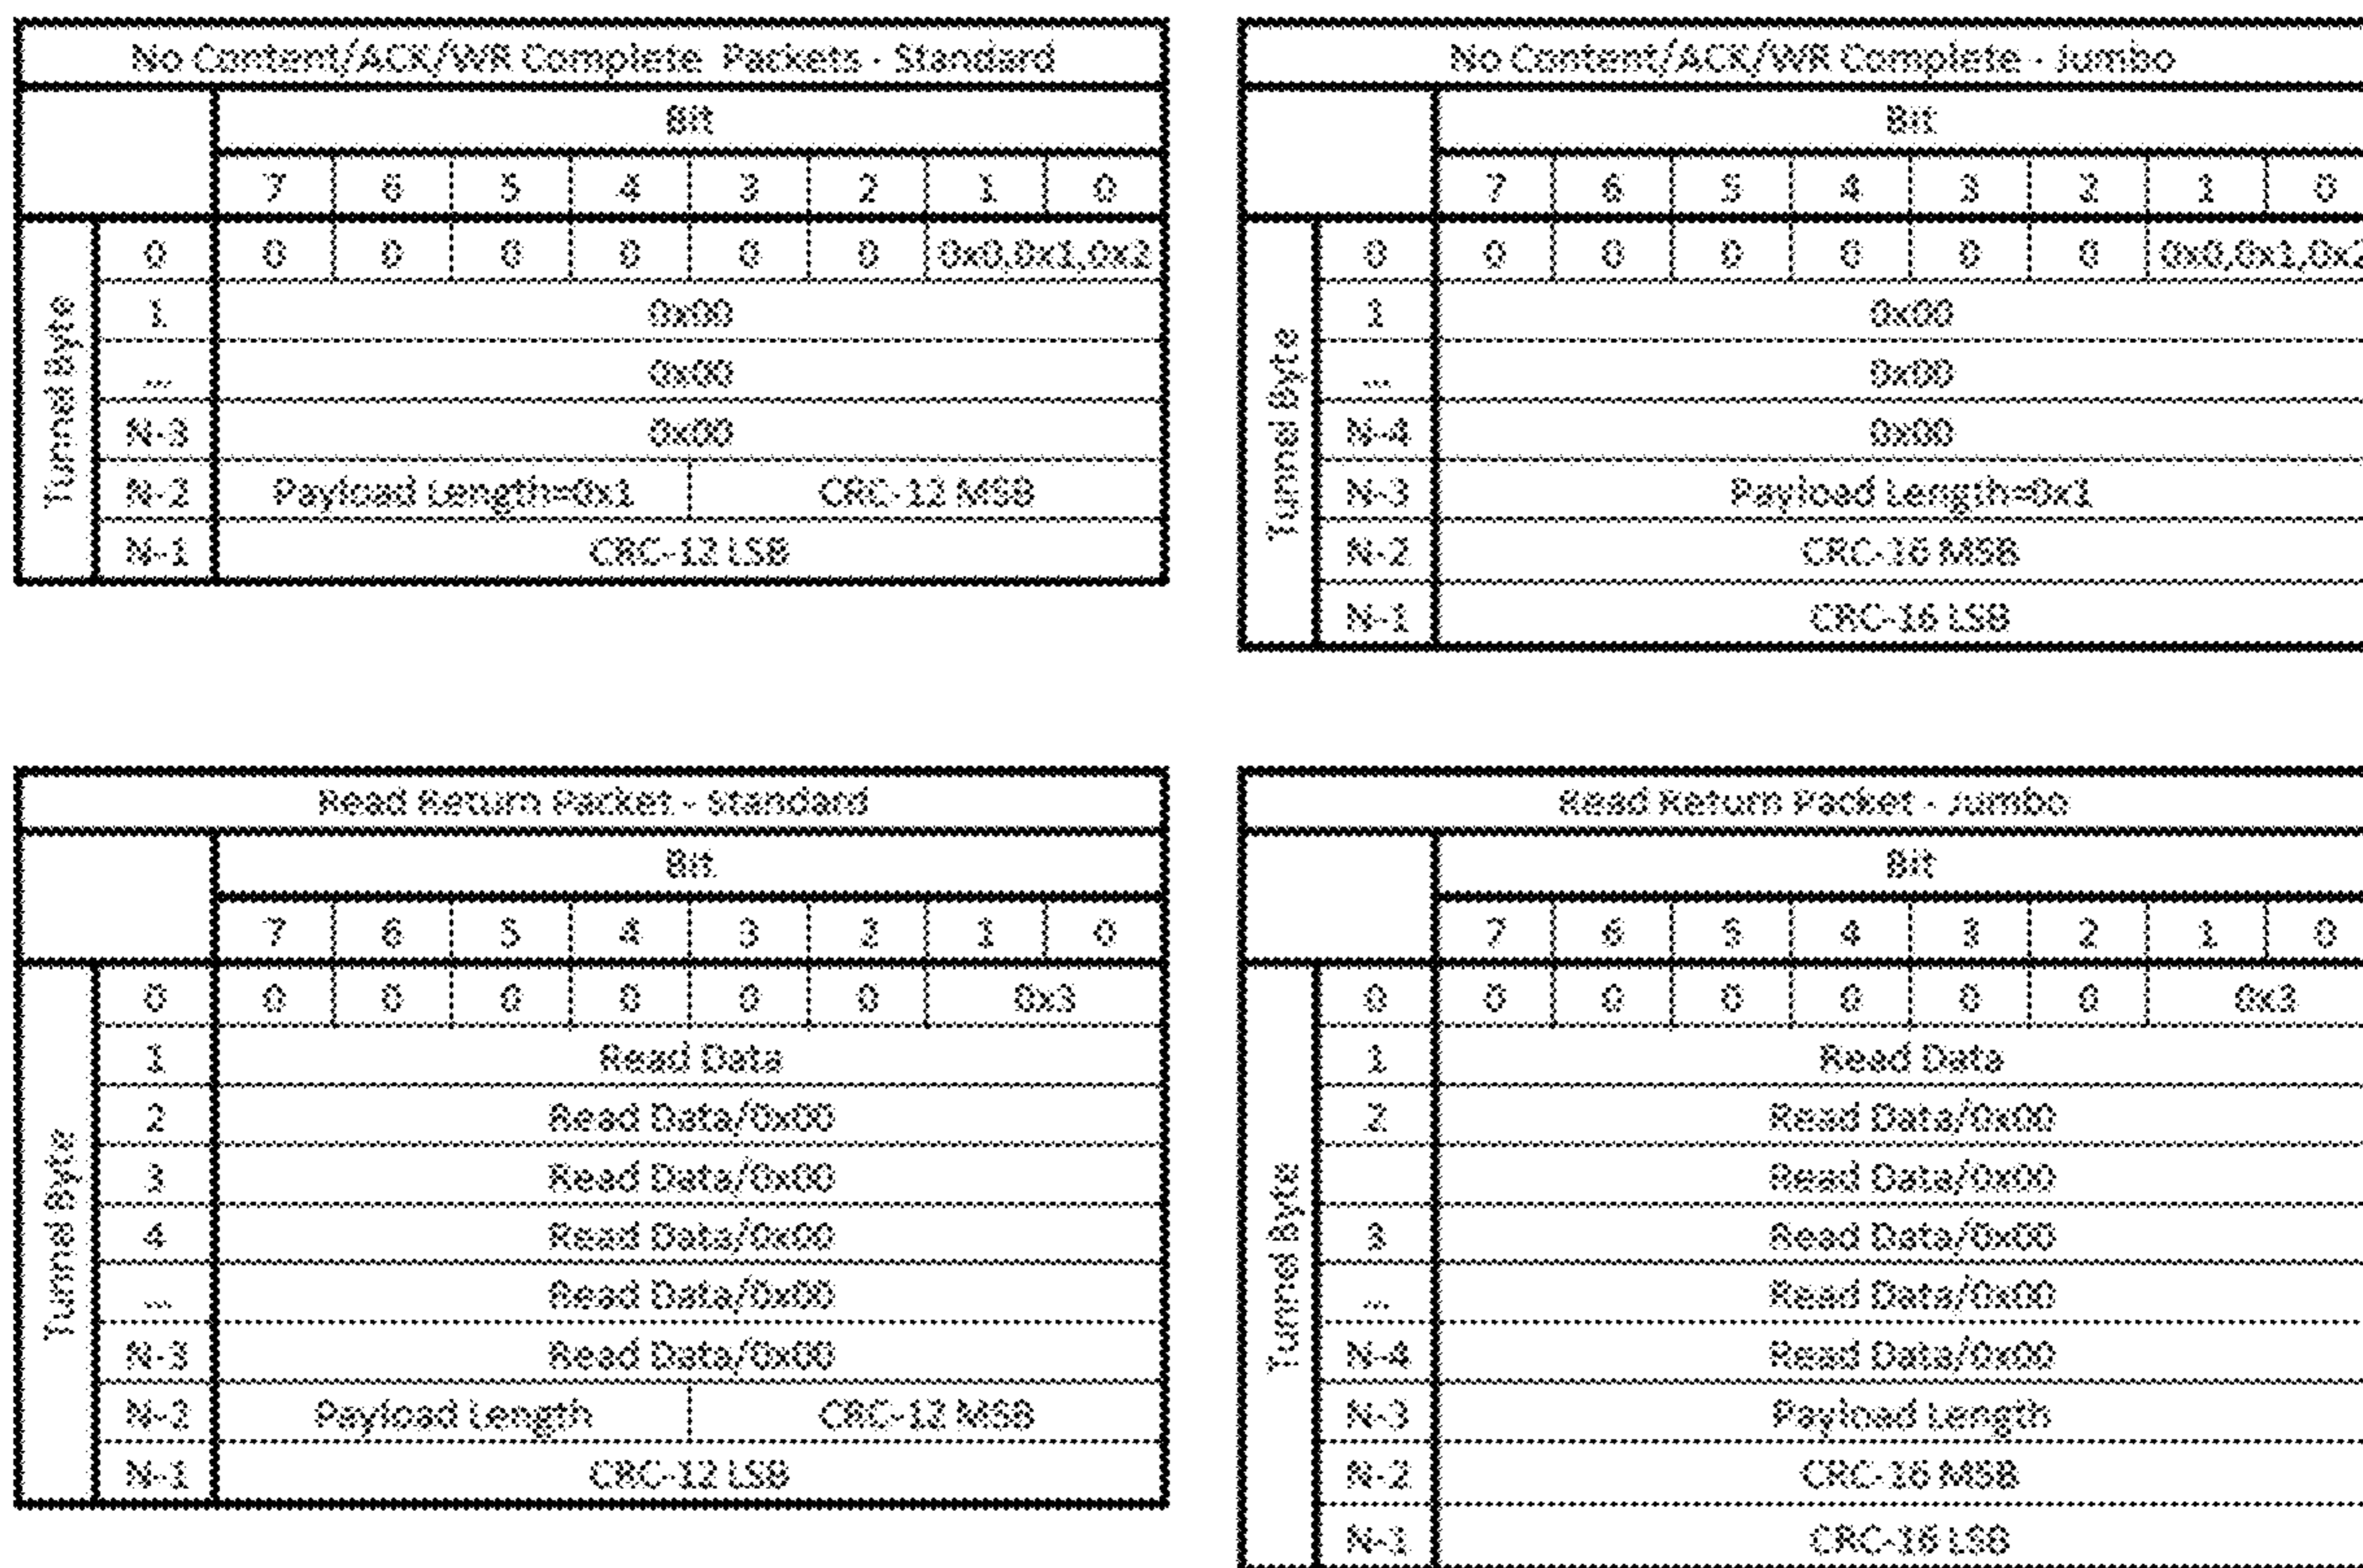 No Content/ACK/WR Complete Packets - Standard
Bit
7 6 5 4 3 2 1 0
Tunnel Byte
0 0 0 0 0 0 0 0x0,0x1,0x2
1 0x00
... 0x00
N-3 0x00
N-2 Payload Length=0x1 CRC-12 MSB
N-1 CRC-12 LSB
No Content/ACK/WR Complete - Jumbo
Bit
7 6 5 4 3 2 1 0
Tunnel Byte
0 0 0 0 0 0 0 0x0,0x1,0x2
1 0x00
... 0x00
N-4 0x00
N-3 Payload Length=0x1
N-2 CRC-16 MSB
N-1 CRC-16 LSB
Read Return Packet - Standard
Bit
7 6 5 4 3 2 1 0
Tunnel Byte
0 0 0 0 0 0 0 0x3
1 Read Data
2 Read Data/0x00
3 Read Data/0x00
4 Read Data/0x00
... Read Data/0x00
N-3 Read Data/0x00
N-2 Payload Length CRC-12 MSB
N-1 CRC-12 LSB
Read Return Packet - Jumbo
Bit
7 6 5 4 3 2 1 0
Tunnel Byte
0 0 0 0 0 0 0 0x3
1 Read Data
2 Read Data/0x00
Read Data/0x00
3 Read Data/0x00
... Read Data/0x00
N-4 Read Data/0x00
N-3 Payload Length
N-2 CRC-16 MSB
N-1 CRC-16 LSB